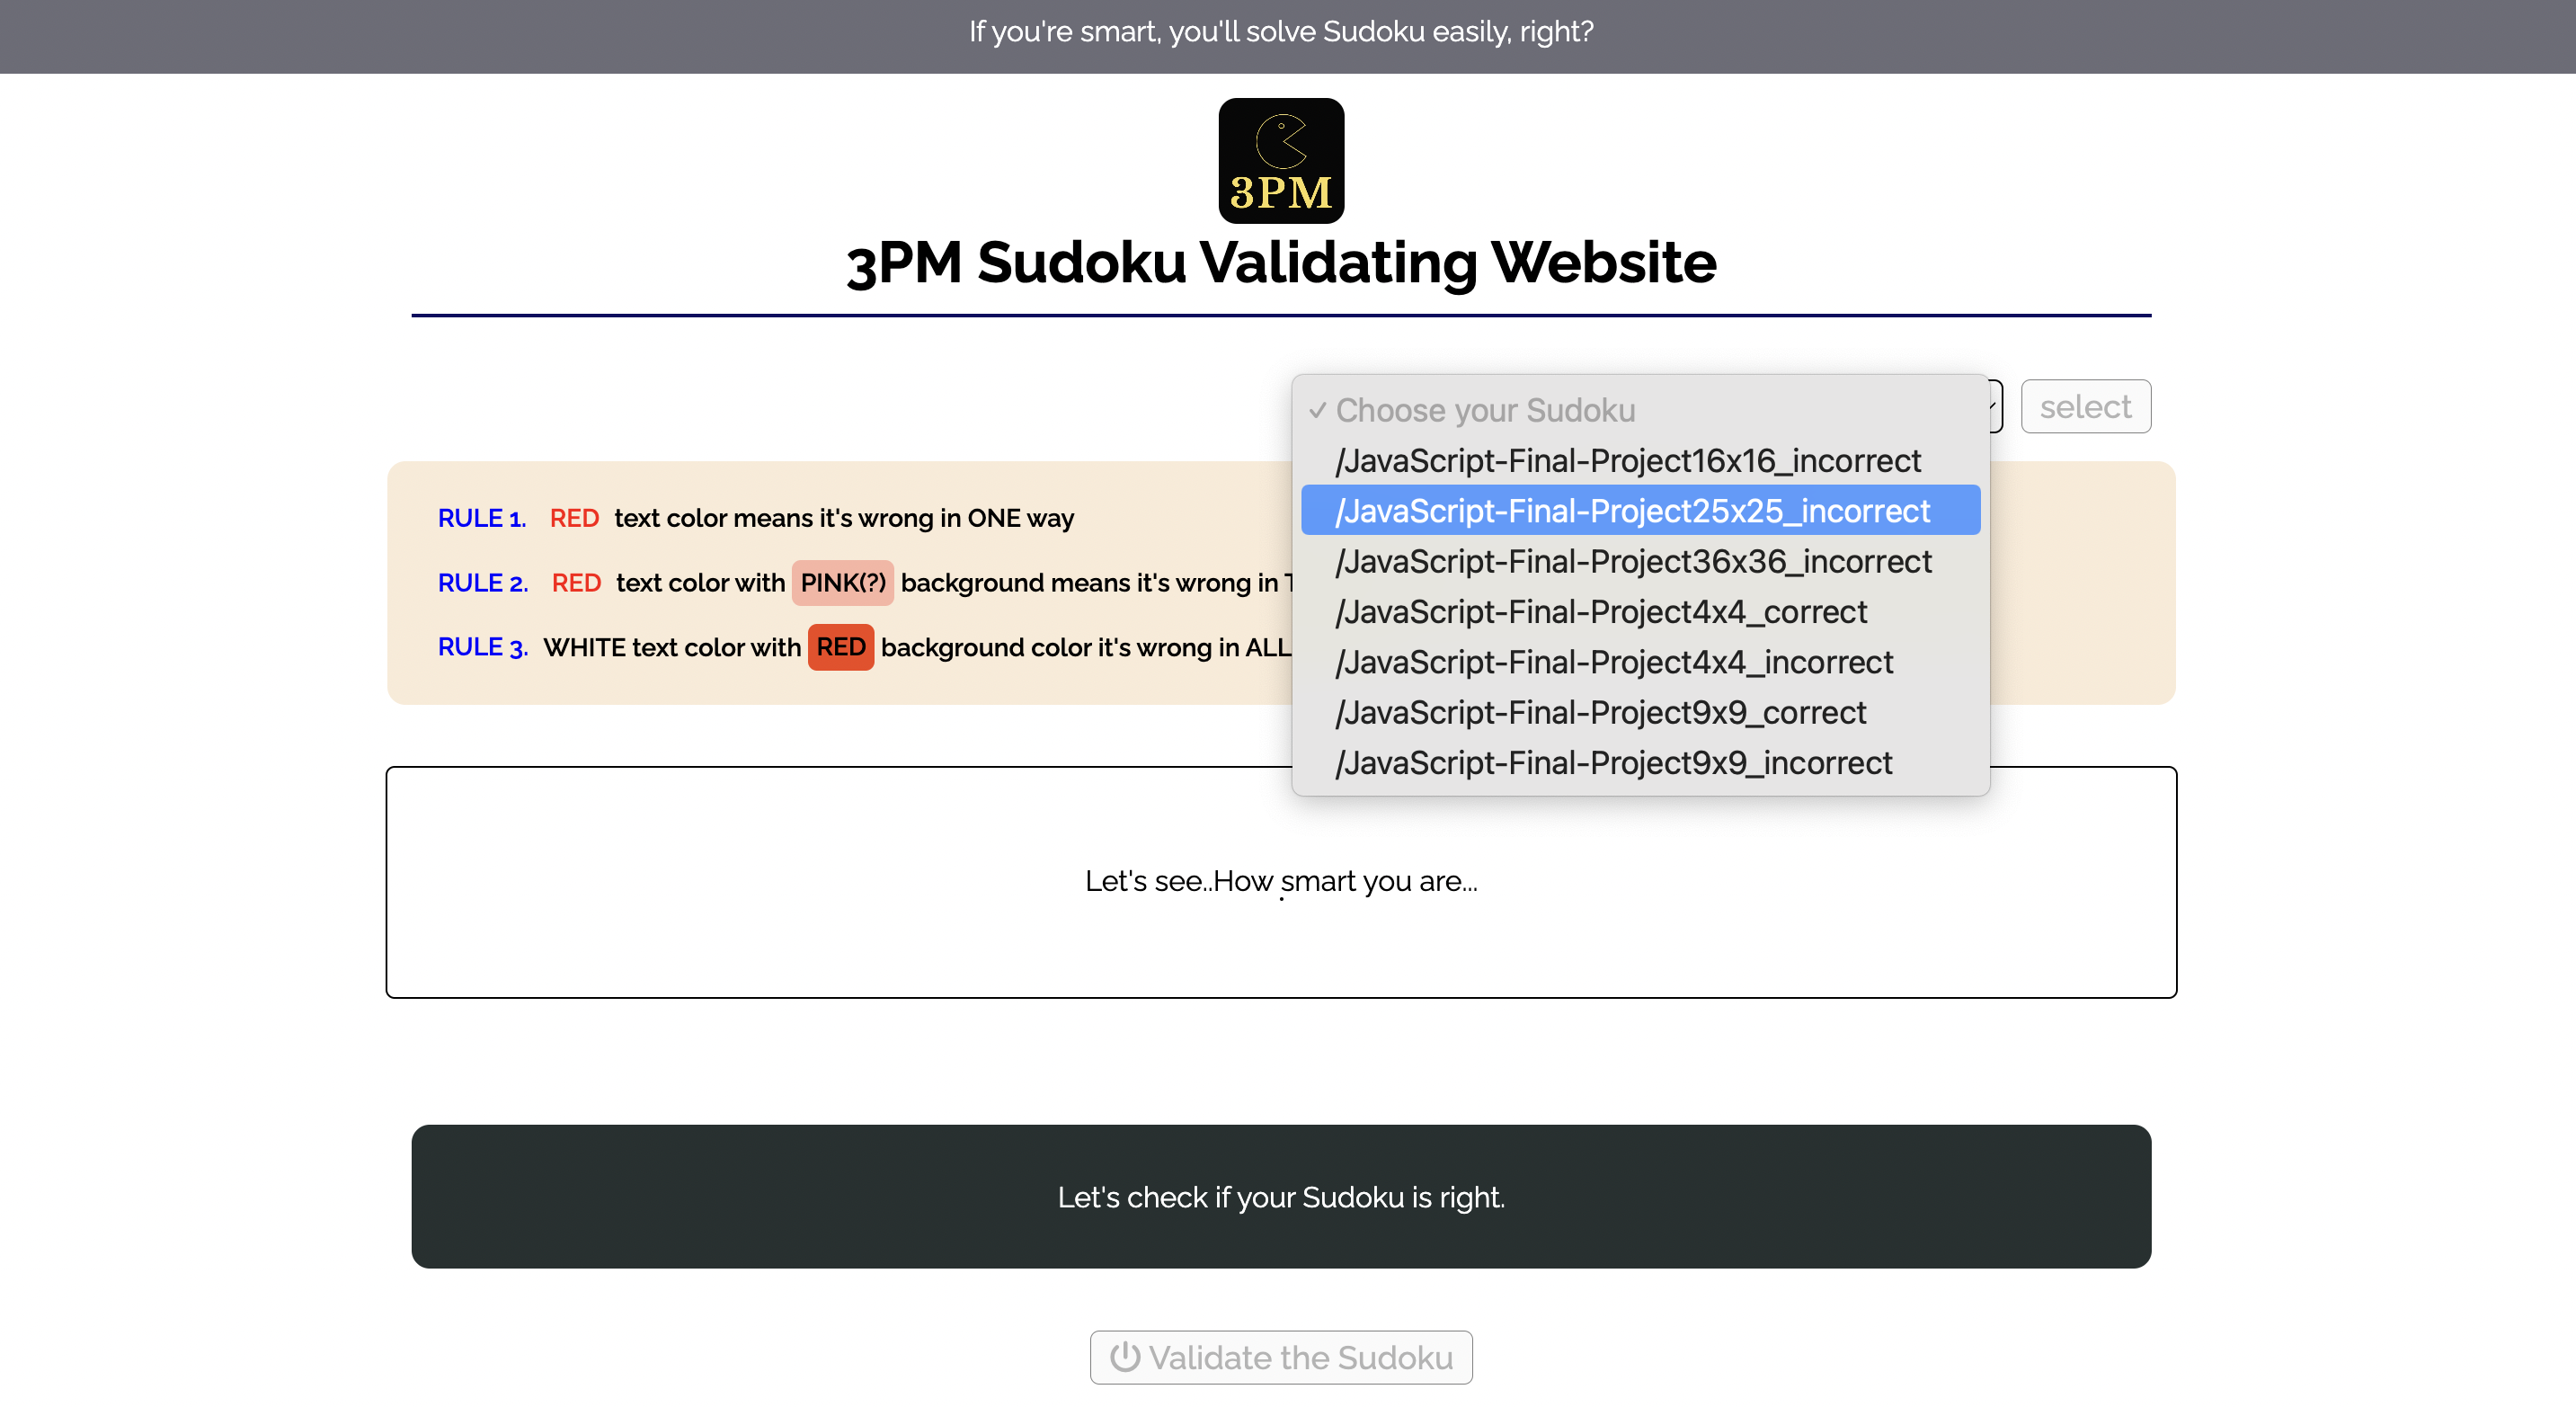 If you're smart, you'll solve Sudoku easily, right?
3PM
3PM Sudoku Validating Website
✓ Choose your Sudoku
select
/JavaScript-Final-Project16x16_incorrect
/JavaScript-Final-Project25x25_incorrect
/JavaScript-Final-Project36x36_incorrect
/JavaScript-Final-Project4x4_correct
/JavaScript-Final-Project4x4_incorrect
/JavaScript-Final-Project9x9_correct
/JavaScript-Final-Project9x9_incorrect
RULE 1. RED text color means it's wrong in ONE way
RULE 2. RED text color with PINK(?) background means it's wrong in
RULE 3. WHITE text color with RED background color it's wrong in ALL
Let's see..How smart you are...
Let's check if your Sudoku is right.
Validate the Sudoku